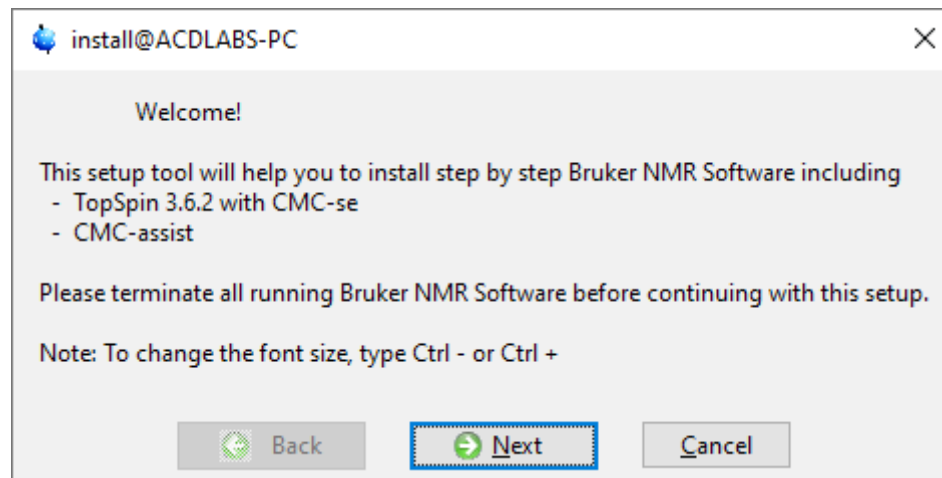 install@ACDLABS-PC
Welcome!
This setup tool will help you to install step by step Bruker NMR Software including
- TopSpin 3.6.2 with CMC-se
- CMC-assist
Please terminate all running Bruker NMR Software before continuing with this setup.
Note: To change the font size, type Ctrl - or Ctrl +
Back Next Cancel